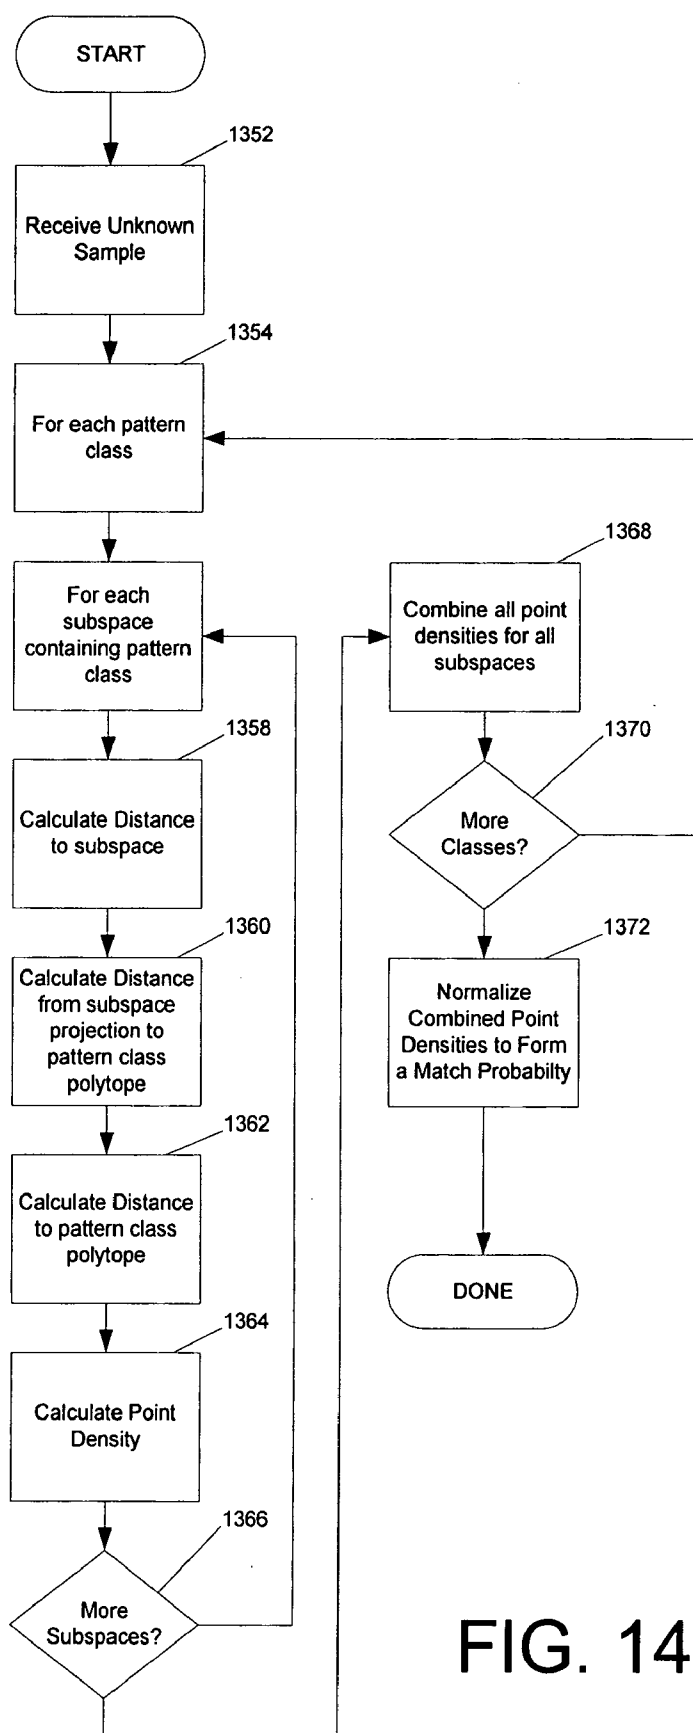 START
1352
Receive Unknown
Sample
1354
For each pattern
class
For each
subspace
containing pattern
class
1358
Calculate Distance
to subspace
1360
Calculate Distance
from subspace
projection to
pattern class
polytope
1362
Calculate Distance
to pattern class
polytope
1364
Calculate Point
Density
1366
More
Subspaces?
1368
Combine all point
densities for all
subspaces
1370
More
Classes?
1372
Normalize
Combined Point
Densities to Form
a Match Probabilty
DONE
FIG. 14